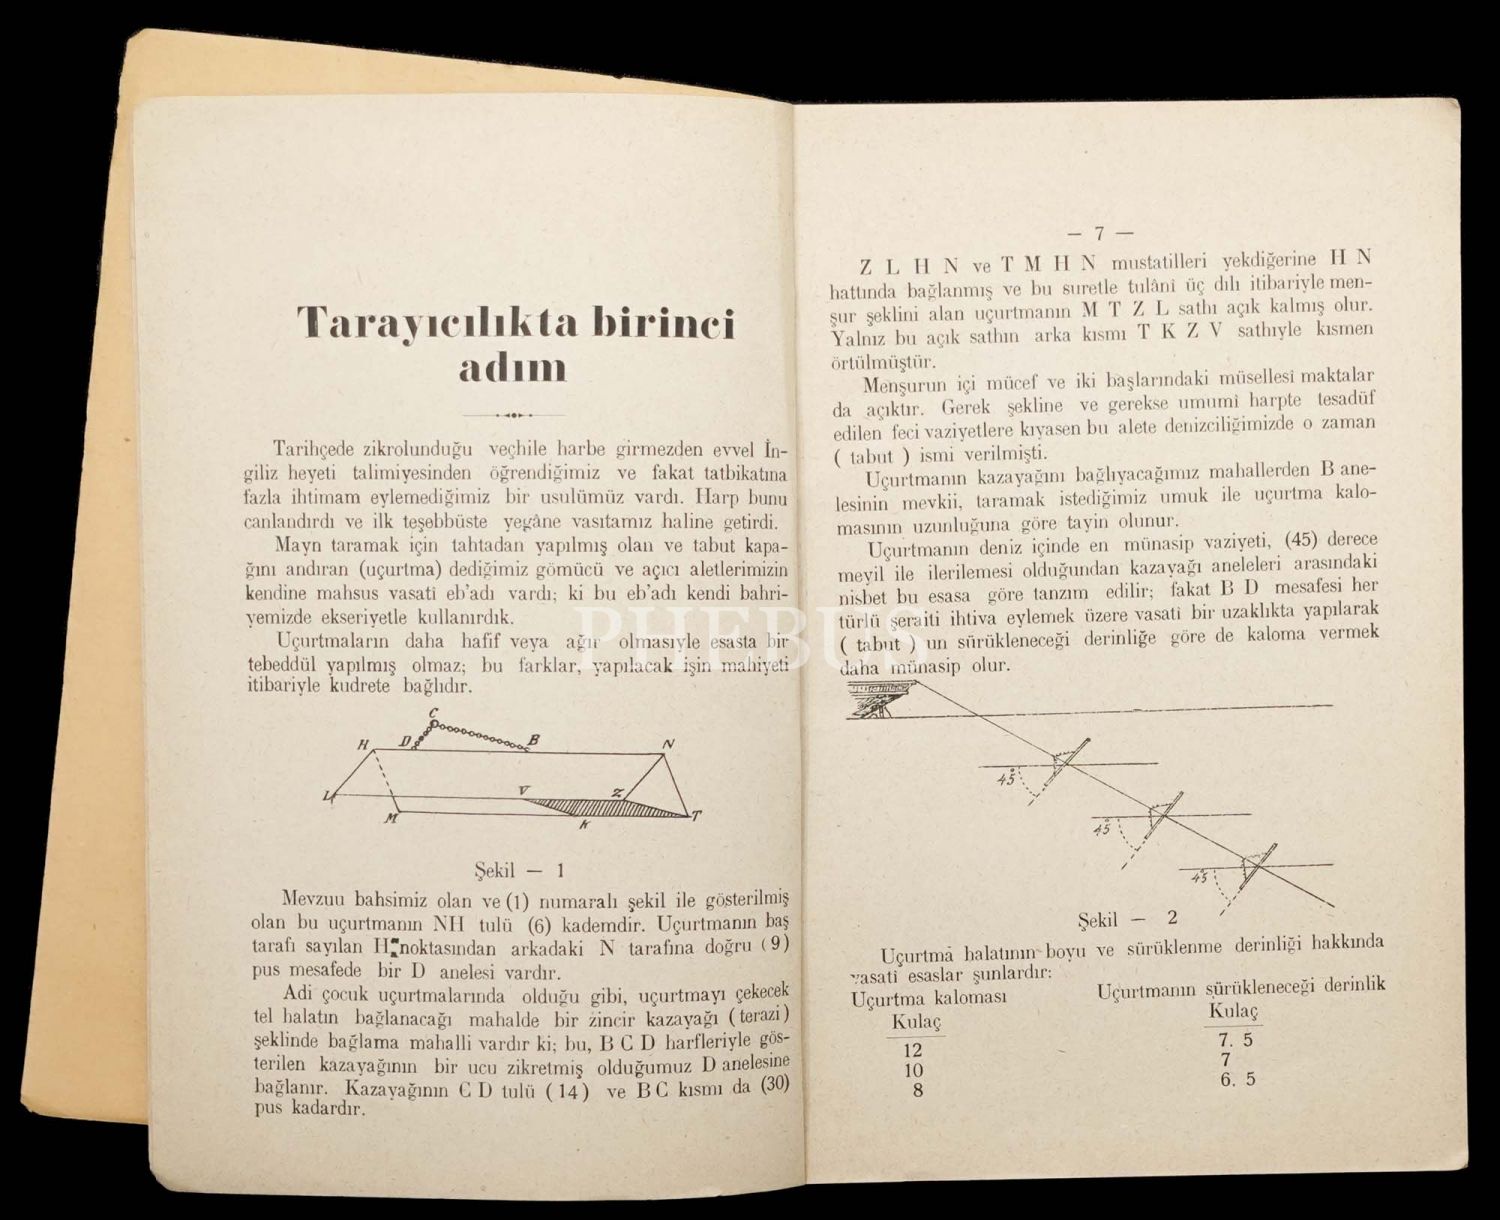 Tarayıcılıkta birinci
adım
Tarihçede zikrolunduğu veçhile harbe girmezden evvel İn-
giliz heyeti talimiyesinden öğrendiğimiz ve fakat tatbikatına
fazla ihtimam eylemediğimiz bir usulümüz vardı. Harp bunu
canlandırdı ve ilk teşebbüste yegâne vasıtamız haline getirdi.
Mayn taramak için tahtadan yapılmış olan ve tabut kapa-
ğını andıran (uçurtma) dediğimiz gömücü ve açıcı aletlerimizin
kendine mahsus vasatî eb'adı vardı; ki bu eb'adı kendi bahri-
yemizde ekseriyetle kullanırdık.
Uçurtmaların daha hafif veya ağır olmasıyle esasta bir
tebeddül yapılmış olmaz; bu farklar, yapılacak işin mahiyeti
itibariyle kudrete bağlıdır.
C
H D B N
L V Z
M K T
Şekil — 1
Mevzuu bahsimiz olan ve (1) numaralı şekil ile gösterilmiş
olan bu uçurtmanın NH tulü (6) kademdir. Uçurtmanın baş
tarafı sayılan H noktasından arkadaki N tarafına doğru (9)
pus mesafede bir D anelesi vardır.
Adi çocuk uçurtmalarında olduğu gibi, uçurtmayı çekecek
tel halatın bağlanacağı mahalde bir zincir kazayağı (terazi)
şeklinde bağlama mahalli vardır ki; bu, B C D harfleriyle gös-
terilen kazayağının bir ucu zikretmiş olduğumuz D anelesine
bağlanır. Kazayağının C D tulü (14) ve B C kısmı da (30)
pus kadardır.
— 7 —
Z L H N ve T M H N mustatilleri yekdiğerine H N
hattında bağlanmış ve bu suretle tulânî üç dılı itibariyle men-
şur şeklini alan uçurtmanın M T Z L sathı açık kalmış olur.
Yalnız bu açık sathın arka kısmı T K Z V sathıyle kısmen
örtülmüştür.
Menşurun içi mücef ve iki başlarındaki müsellesî maktalar
da açıktır. Gerek şekline ve gerekse umumî harpte tesadüf
edilen feci vaziyetlere kıyasen bu alete denizciliğimizde o zaman
( tabut ) ismi verilmişti.
Uçurtmanın kazayağını bağlıyacağımız mahallerden B ane-
lesinin mevkii, taramak istediğimiz umuk ile uçurtma kalo-
masının uzunluğuna göre tayin olunur.
Uçurtmanın deniz içinde en münasip vaziyeti, (45) derece
meyil ile ilerilemesi olduğundan kazayağı aneleleri arasındaki
nisbet bu esasa göre tanzim edilir; fakat B D mesafesi her
türlü şeraiti ihtiva eylemek üzere vasatî bir uzaklıkta yapılarak
( tabut ) un sürükleneceği derinliğe göre de kaloma vermek
daha münasip olur.
45°
45°
45°
Şekil — 2
Uçurtma halatının boyu ve sürüklenme derinliği hakkında
vasatî esaslar şunlardır:
Uçurtma kaloması Uçurtmanın sürükleneceği derinlik
Kulaç Kulaç
12 7. 5
10 7
8 6. 5
PHEBUS